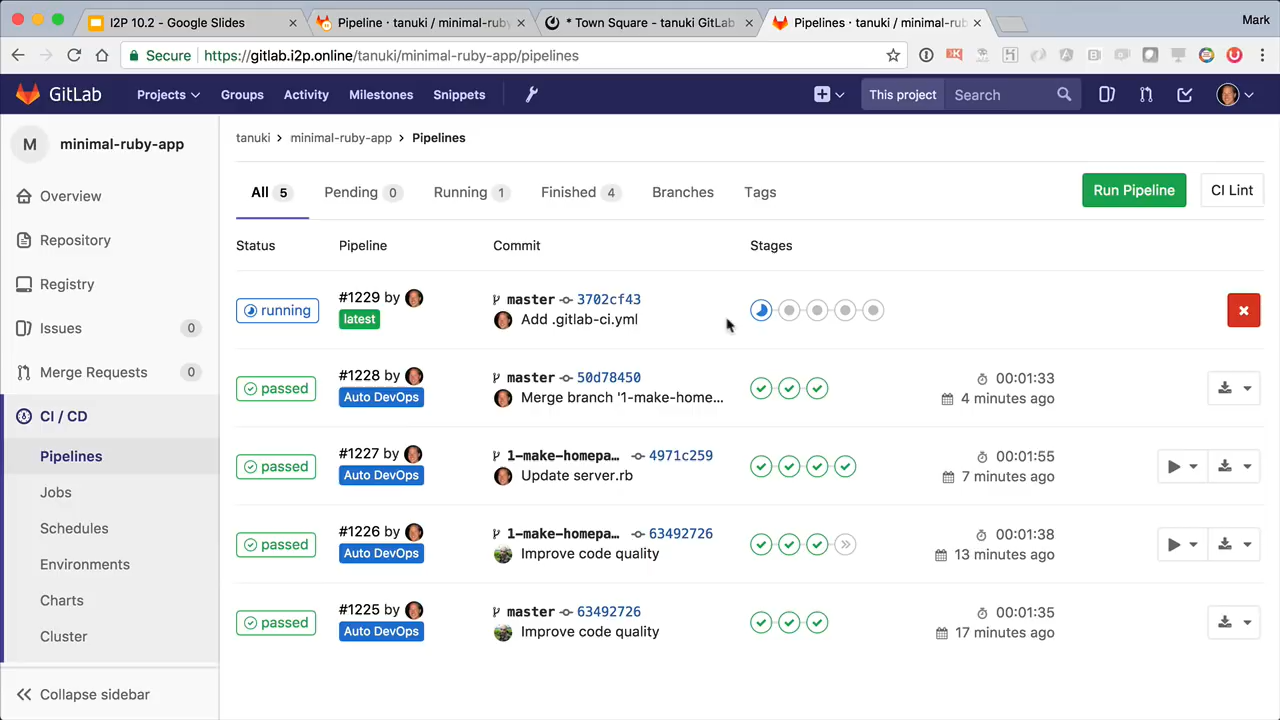 I2P 10.2 - Google Slides
Pipeline · tanuki / minimal-ruby-
* Town Square - tanuki GitLab
Pipelines · tanuki / minimal-rub
Mark
Secure https://gitlab.i2p.online/tanuki/minimal-ruby-app/pipelines
GitLab Projects Groups Activity Milestones Snippets This project Search
M minimal-ruby-app
Overview
Repository
Registry
Issues 0
Merge Requests 0
CI / CD
Pipelines
Jobs
Schedules
Environments
Charts
Cluster
Collapse sidebar
tanuki > minimal-ruby-app > Pipelines
All 5 Pending 0 Running 1 Finished 4 Branches Tags Run Pipeline CI Lint
Status Pipeline Commit Stages
running #1229 by master 3702cf43
latest Add .gitlab-ci.yml
passed #1228 by master 50d78450 00:01:33
Auto DevOps Merge branch '1-make-home... 4 minutes ago
passed #1227 by 1-make-homepa... 4971c259 00:01:55
Auto DevOps Update server.rb 7 minutes ago
passed #1226 by 1-make-homepa... 63492726 00:01:38
Auto DevOps Improve code quality 13 minutes ago
passed #1225 by master 63492726 00:01:35
Auto DevOps Improve code quality 17 minutes ago